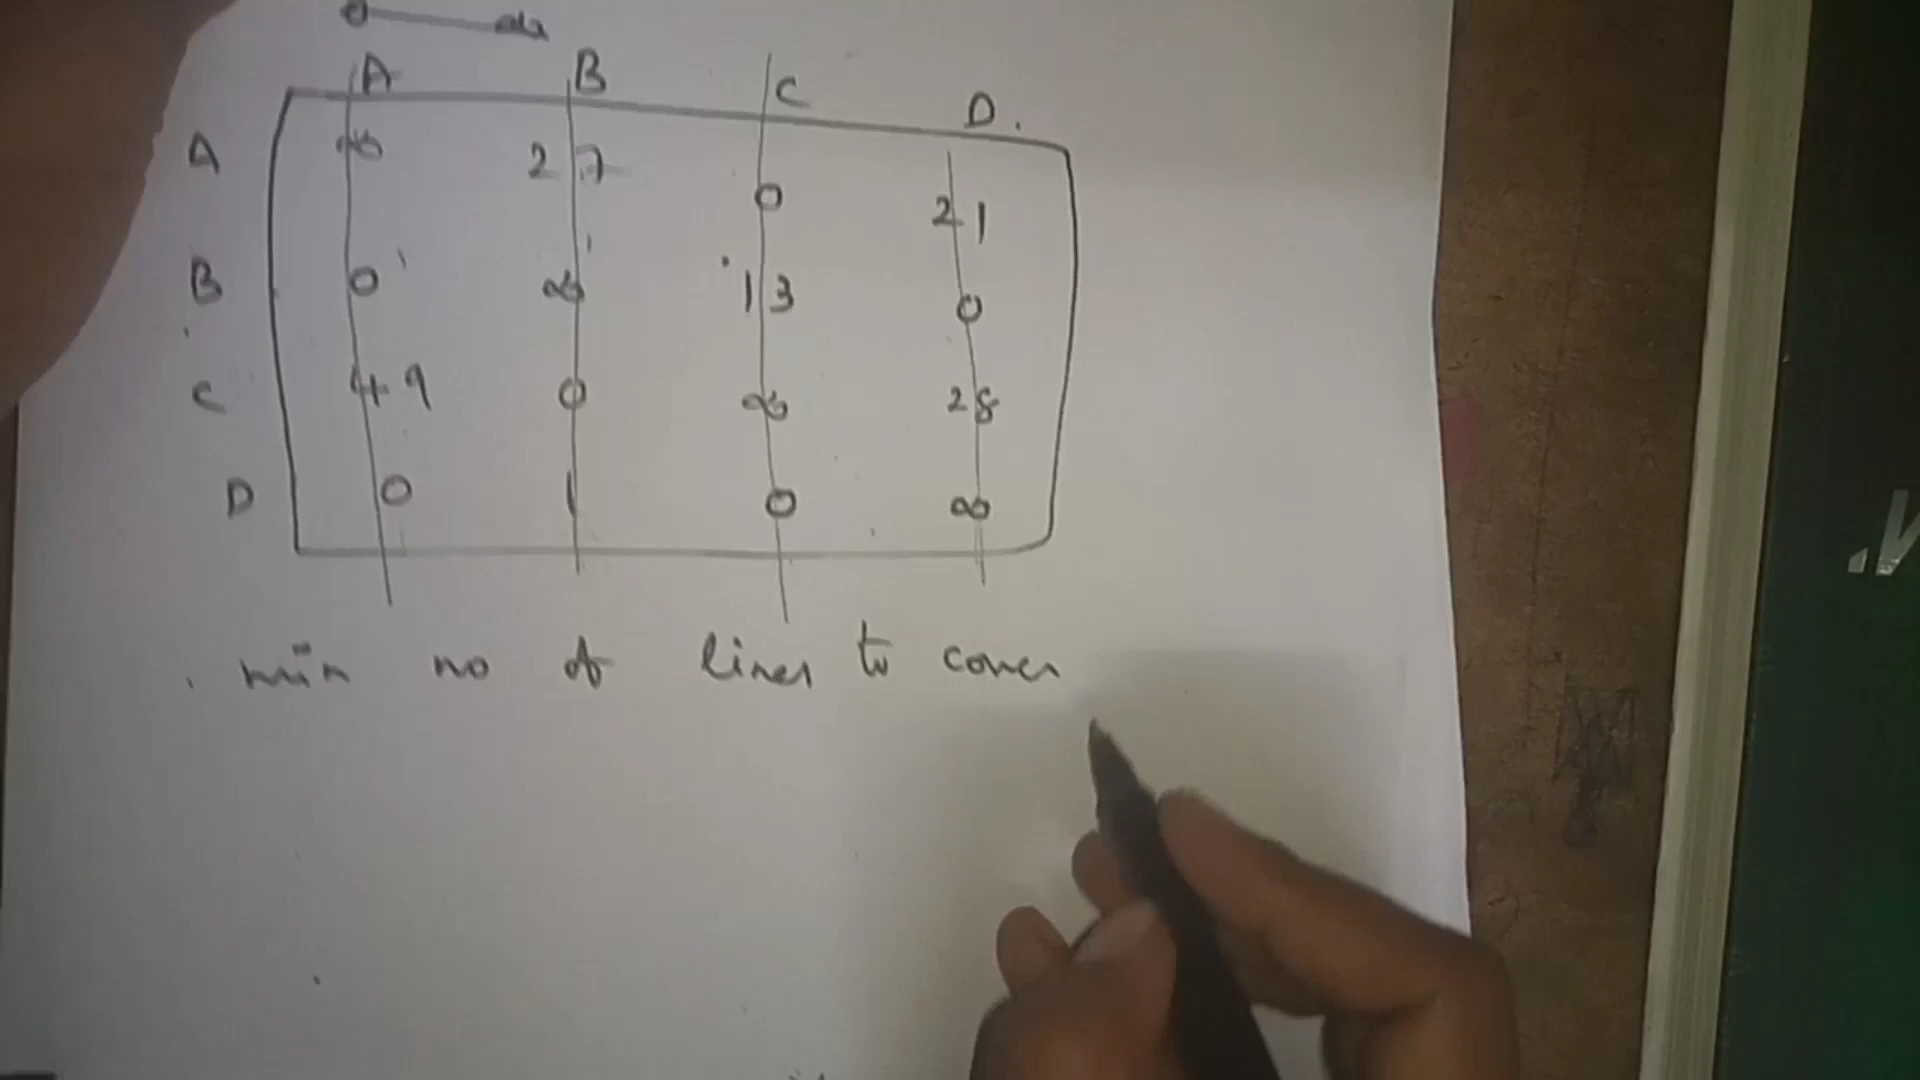 A B C D.
A ∞ 27 0 21
B 0 ∞ 13 0
C 49 0 ∞ 28
D 0 1 0 ∞
min no of lines to cover